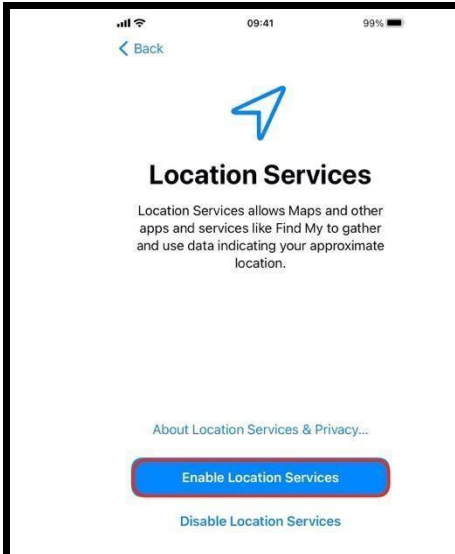 09:41
99%
Back
Location Services
Location Services allows Maps and other
apps and services like Find My to gather
and use data indicating your approximate
location.
About Location Services & Privacy...
Enable Location Services
Disable Location Services